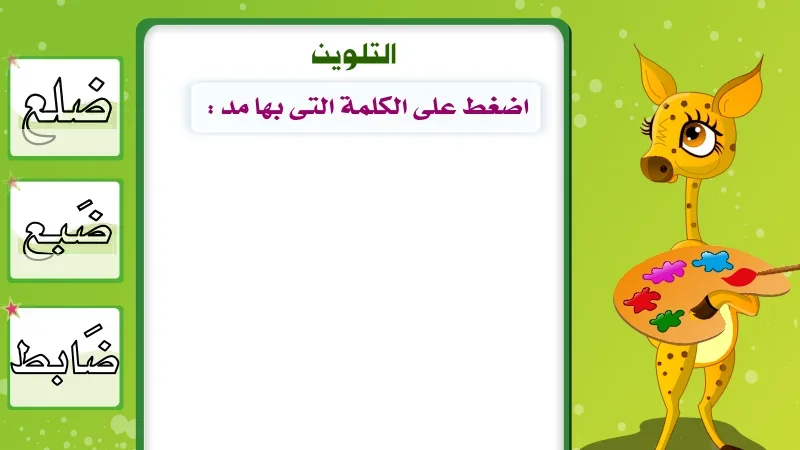 التلوين
اضغط على الكلمة التى بها مد :
ضلع
ضَبع
ضَابط